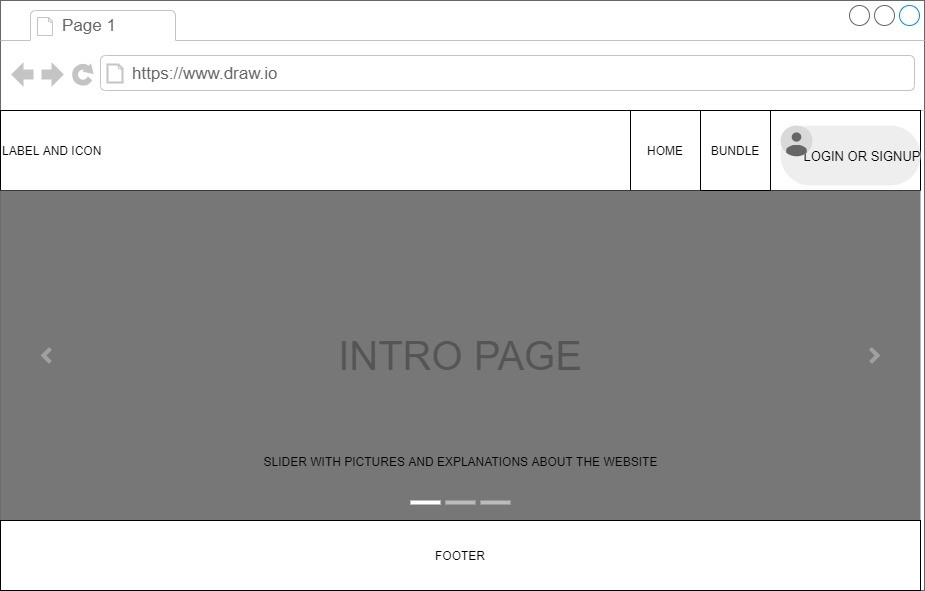 Page 1
https://www.draw.io
LABEL AND ICON
HOME
BUNDLE
LOGIN OR SIGNUP
INTRO PAGE
SLIDER WITH PICTURES AND EXPLANATIONS ABOUT THE WEBSITE
FOOTER